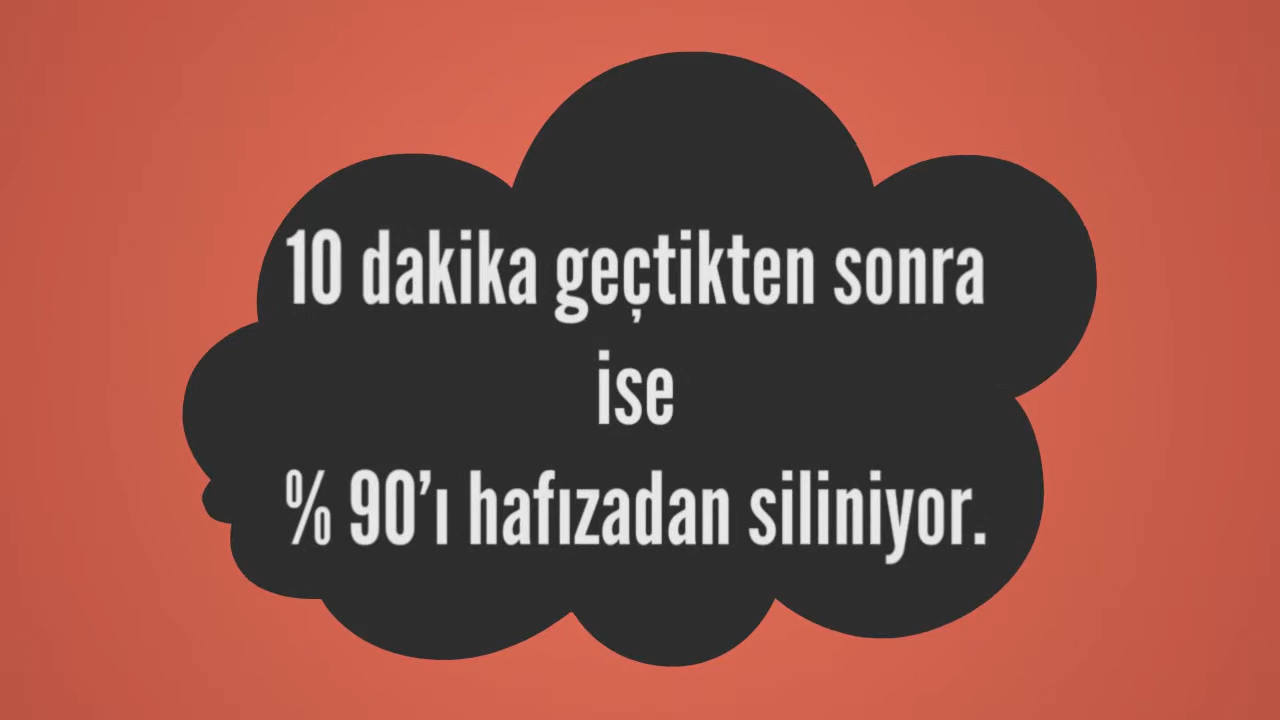 10 dakika geçtikten sonra
ise
% 90’ı hafızadan siliniyor.